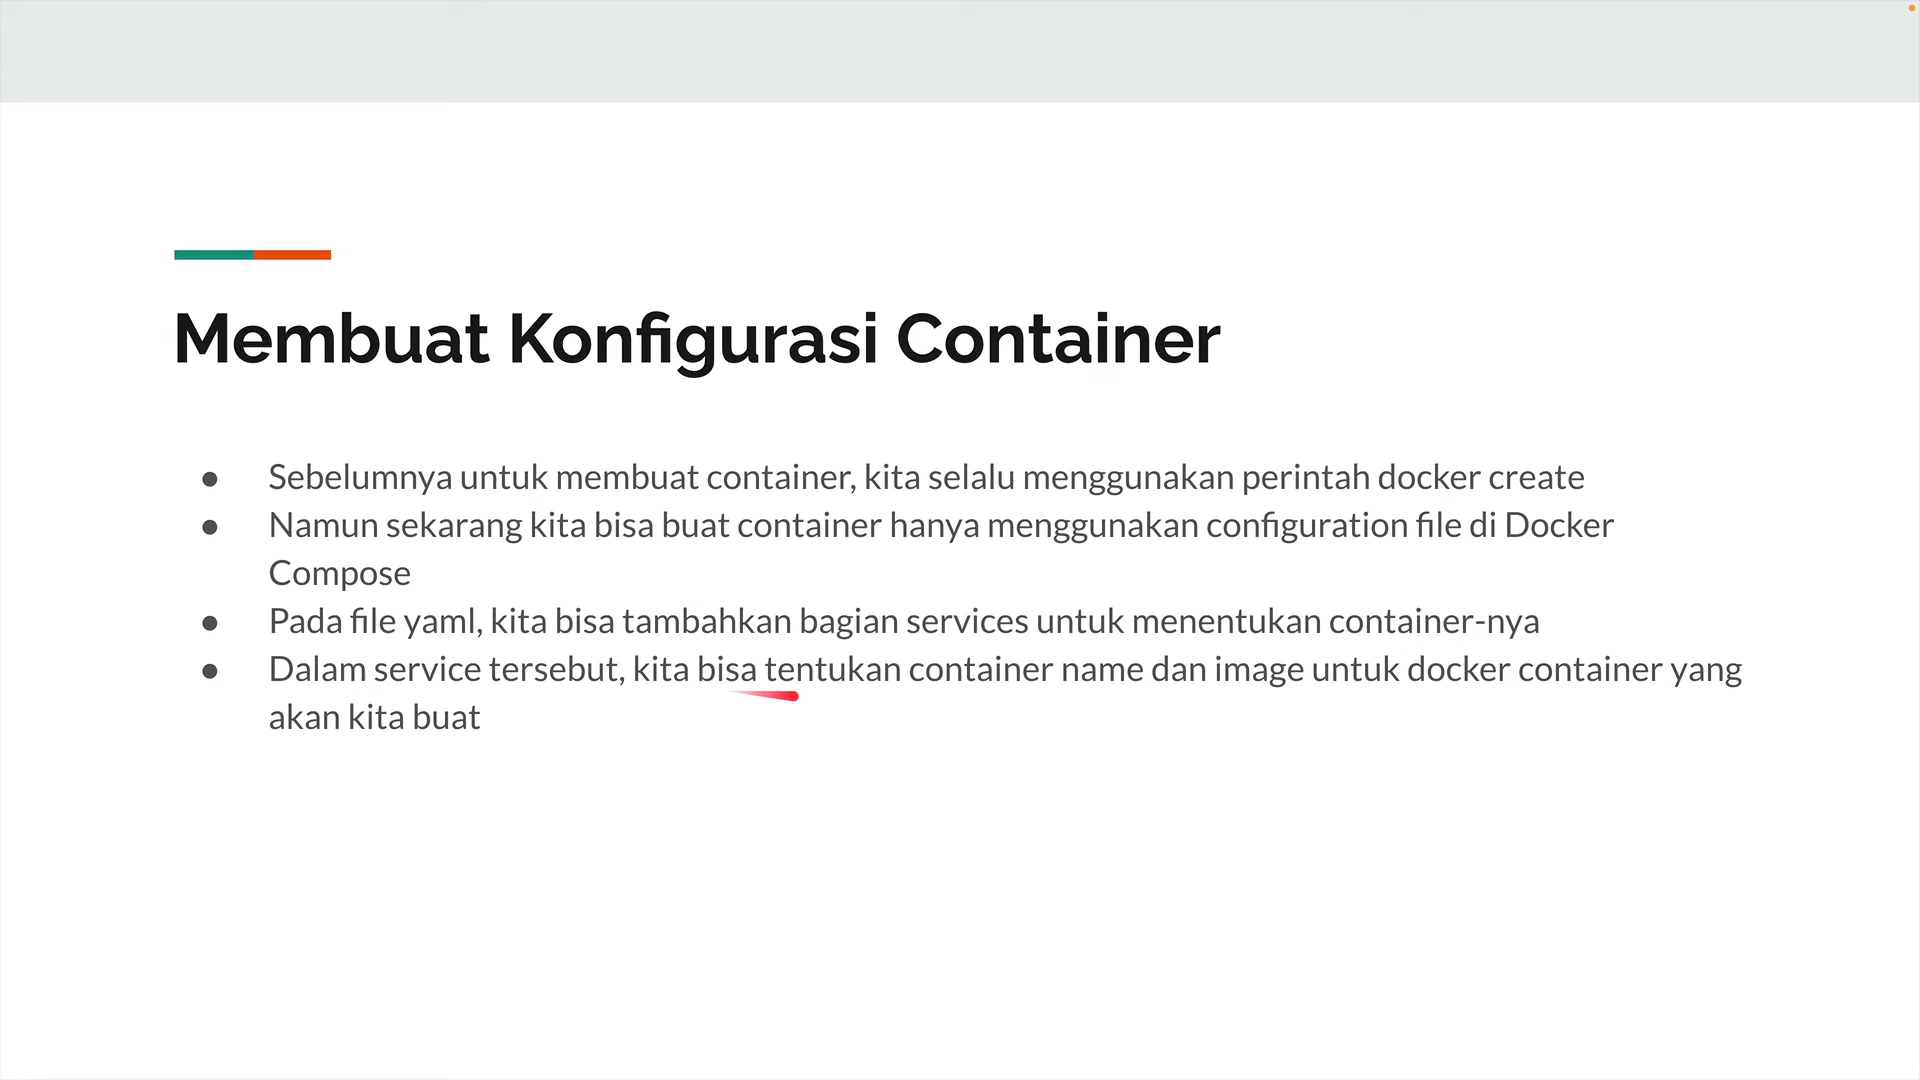 Membuat Konfigurasi Container
● Sebelumnya untuk membuat container, kita selalu menggunakan perintah docker create
● Namun sekarang kita bisa buat container hanya menggunakan configuration file di Docker
Compose
● Pada file yaml, kita bisa tambahkan bagian services untuk menentukan container-nya
● Dalam service tersebut, kita bisa tentukan container name dan image untuk docker container yang
akan kita buat